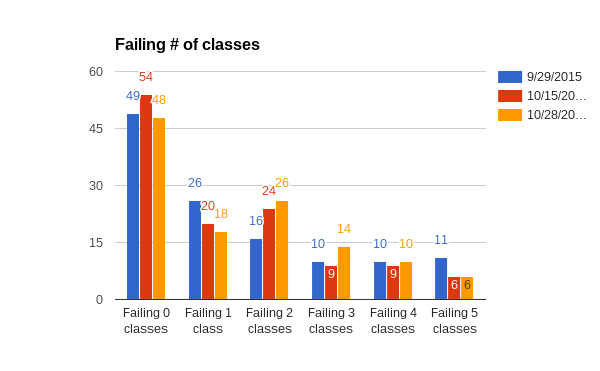 Failing # of classes
60
45
30
15
0
49 54 48
26 20 18
16 24 26
10 9 14
10 9 10
11 6 6
Failing 0 classes
Failing 1 class
Failing 2 classes
Failing 3 classes
Failing 4 classes
Failing 5 classes
9/29/2015
10/15/20…
10/28/20…